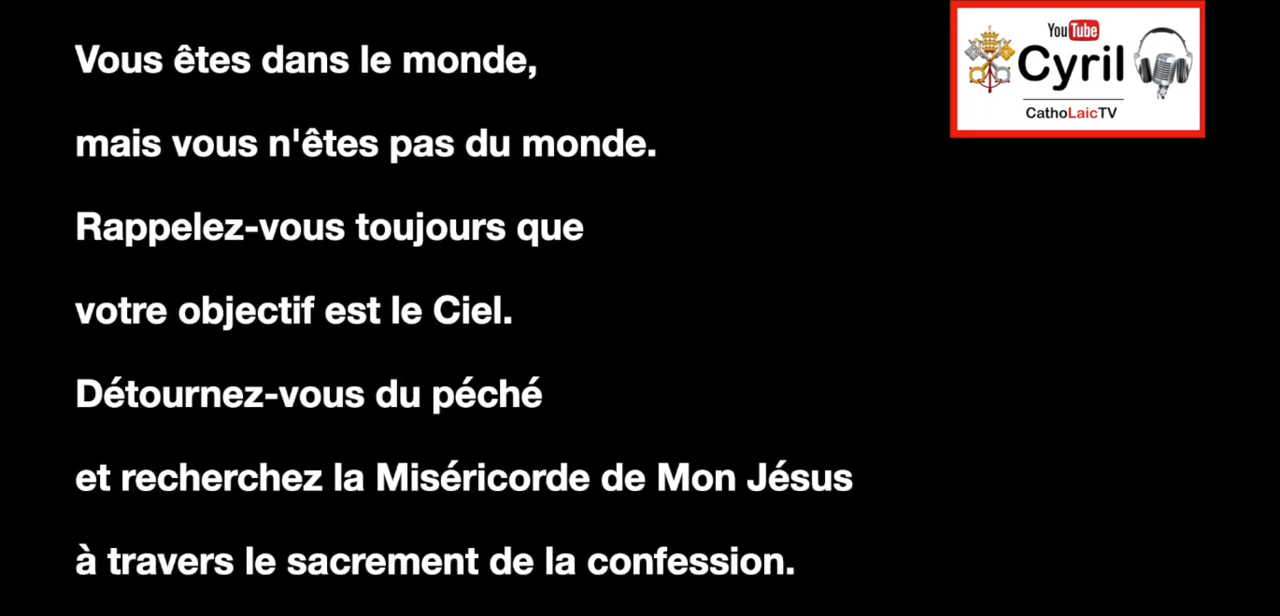 Vous êtes dans le monde,
mais vous n'êtes pas du monde.
Rappelez-vous toujours que
votre objectif est le Ciel.
Détournez-vous du péché
et recherchez la Miséricorde de Mon Jésus
à travers le sacrement de la confession.
YouTube
Cyril
CathoLaicTV